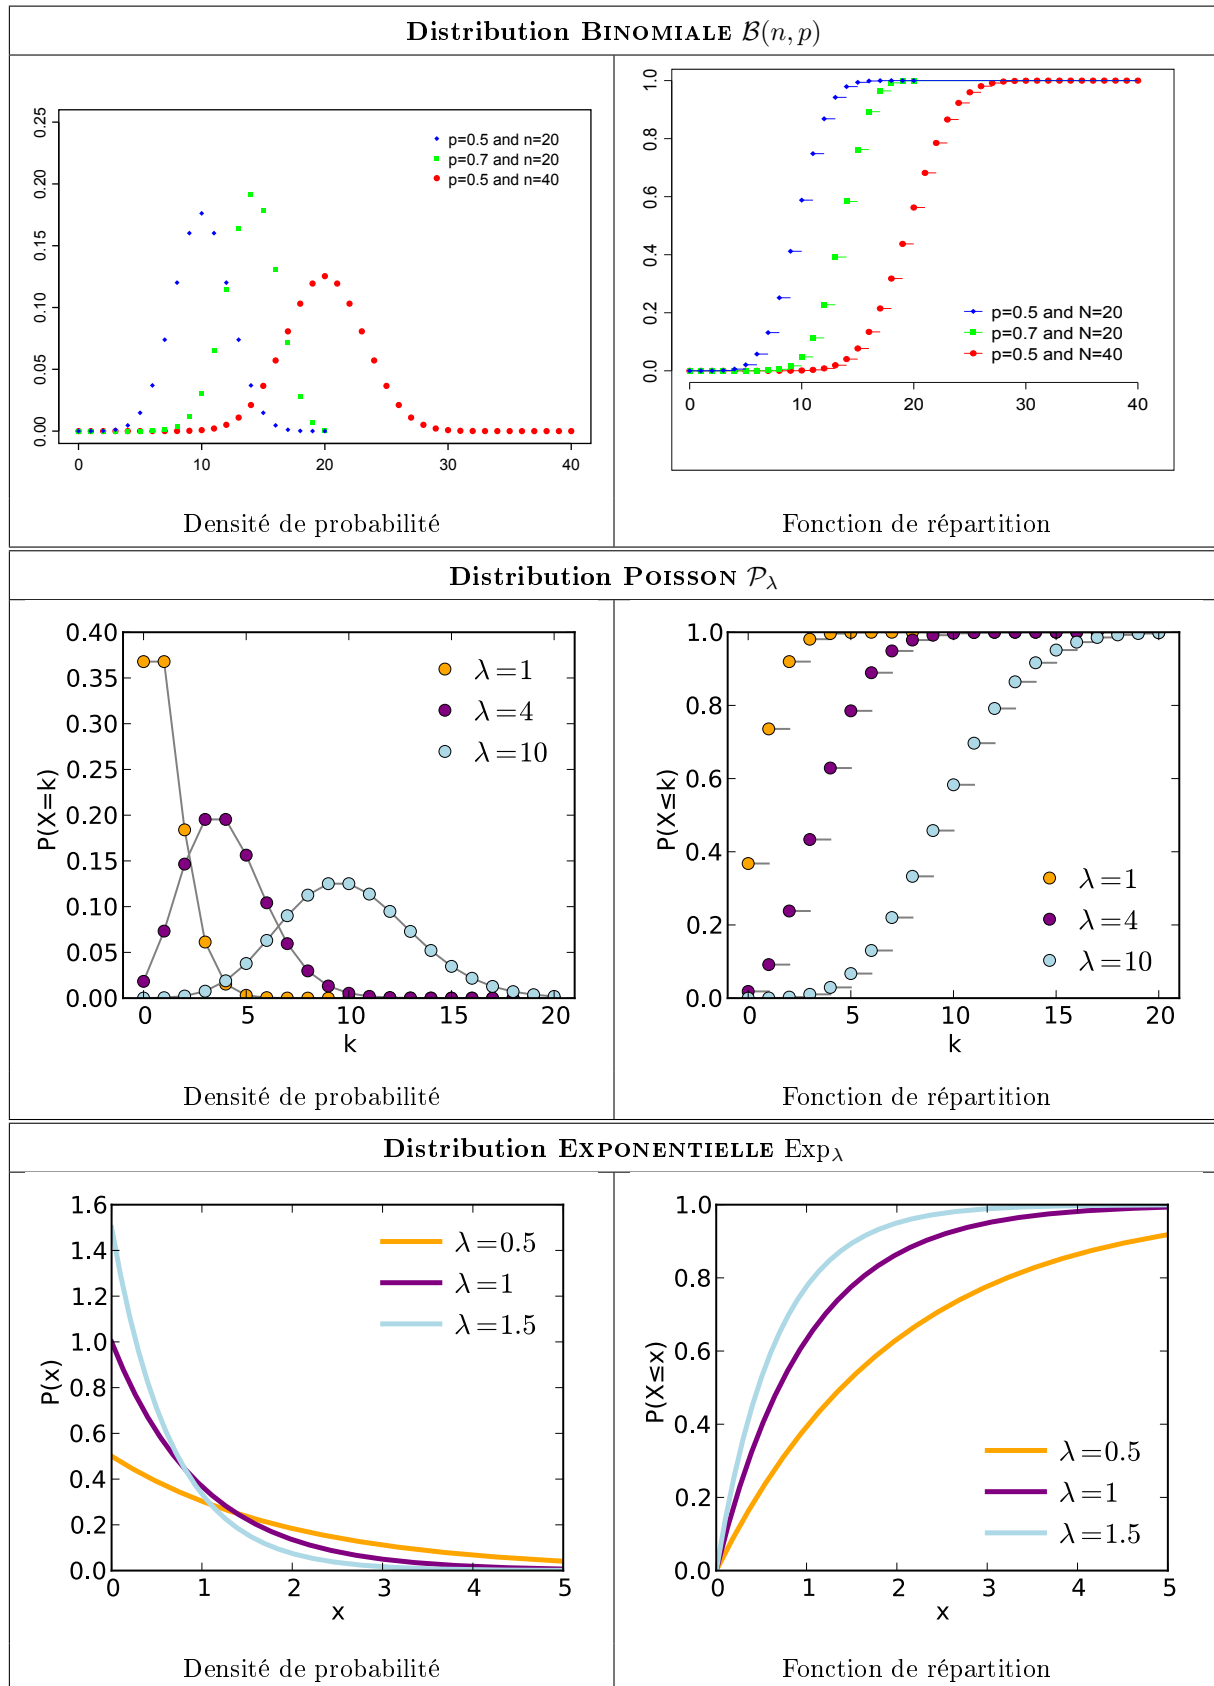 Distribution BINOMIALE B(n, p)
0.25
0.20
0.15
0.10
0.05
0.00
p=0.5 and n=20
p=0.7 and n=20
p=0.5 and n=40
0 10 20 30 40
Densité de probabilité
1.0
0.8
0.6
0.4
0.2
0.0
p=0.5 and N=20
p=0.7 and N=20
p=0.5 and N=40
0 10 20 30 40
Fonction de répartition
Distribution POISSON Pλ
0.40
0.35
0.30
0.25
0.20
0.15
0.10
0.05
0.00
P(X=k)
λ=1
λ=4
λ=10
0 5 10 15 20
k
Densité de probabilité
1.0
0.8
0.6
0.4
0.2
0.0
P(X≤k)
λ=1
λ=4
λ=10
0 5 10 15 20
k
Fonction de répartition
Distribution EXPONENTIELLE Expλ
1.6
1.4
1.2
1.0
0.8
0.6
0.4
0.2
0.0
P(x)
λ=0.5
λ=1
λ=1.5
0 1 2 3 4 5
x
Densité de probabilité
1.0
0.8
0.6
0.4
0.2
0.0
P(X≤x)
λ=0.5
λ=1
λ=1.5
0 1 2 3 4 5
x
Fonction de répartition